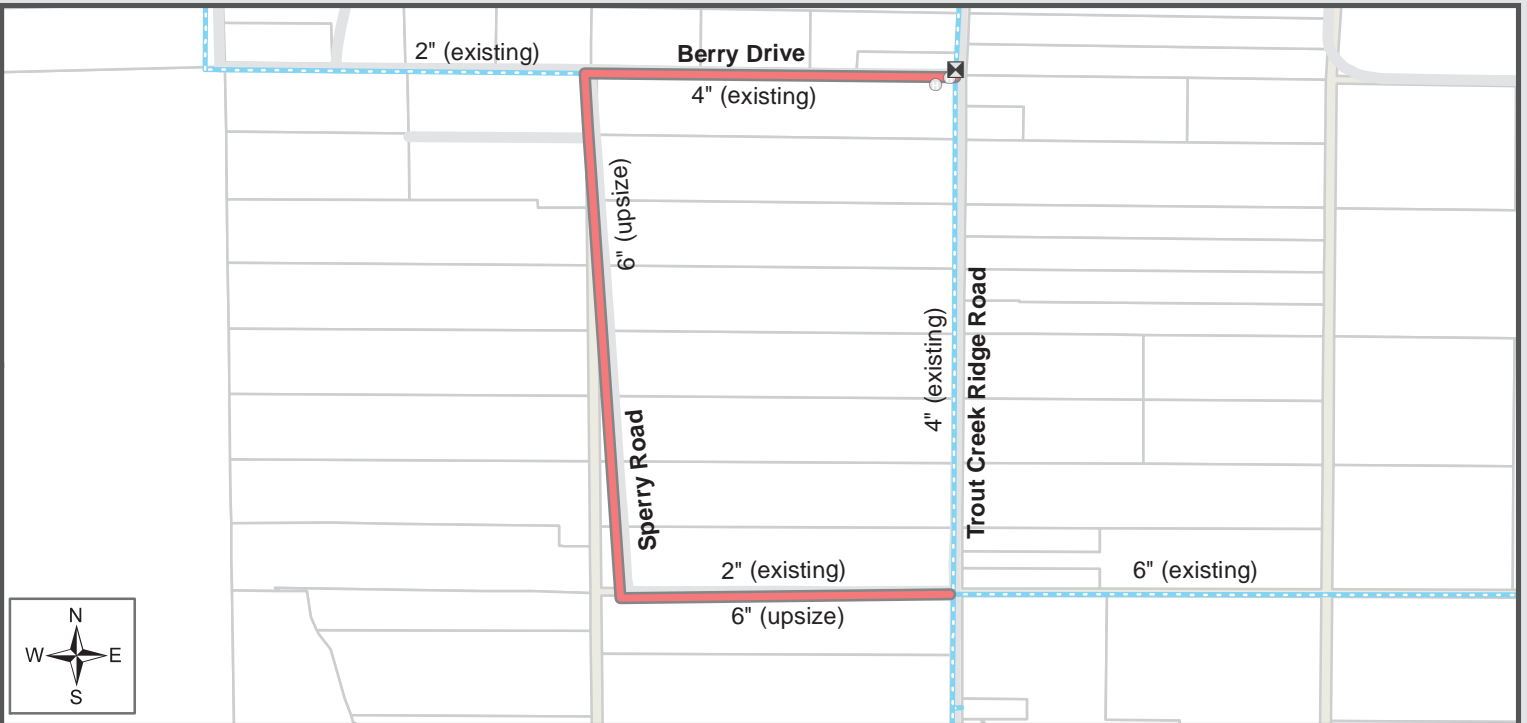 2" (existing)
Berry Drive
4" (existing)
6" (upsize)
4" (existing)
Trout Creek Ridge Road
Sperry Road
2" (existing)
6" (existing)
6" (upsize)
N
W E
S